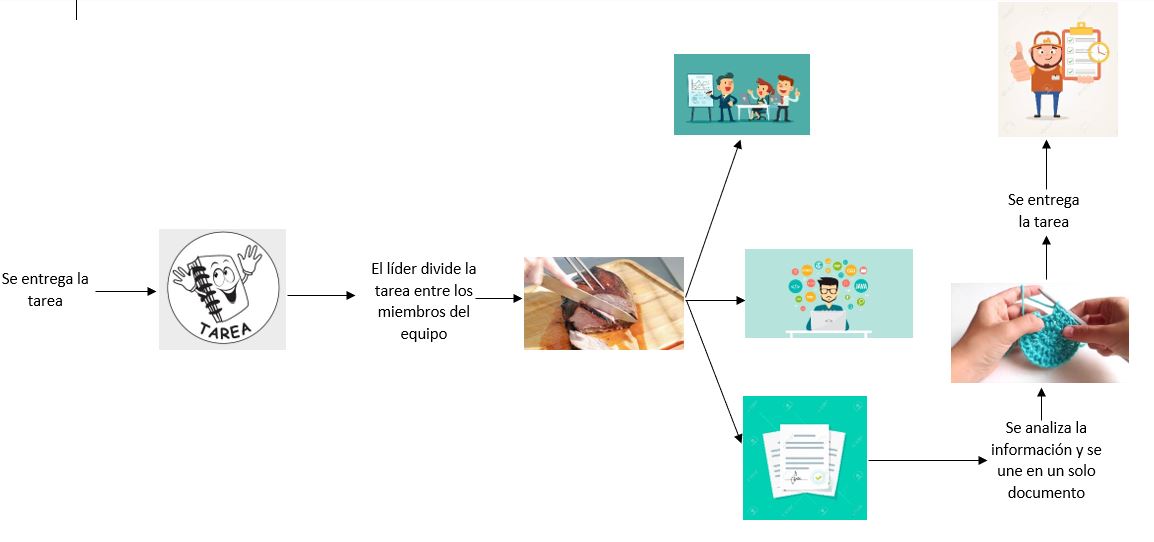 Se entrega la
tarea
TAREA
El líder divide la
tarea entre los
miembros del
equipo
JAVA
Se analiza la
información y se
une en un solo
documento
Se entrega
la tarea